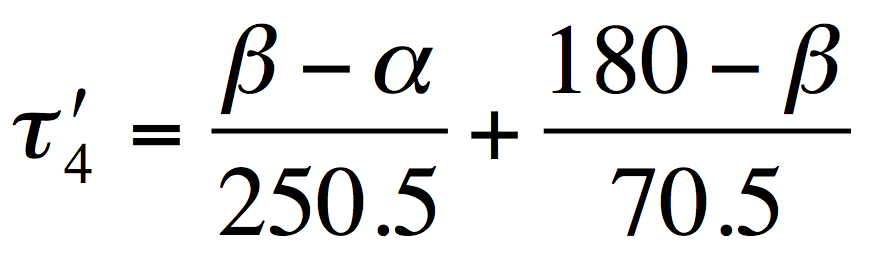 τ′₄ = (β − α)/250.5 + (180 − β)/70.5